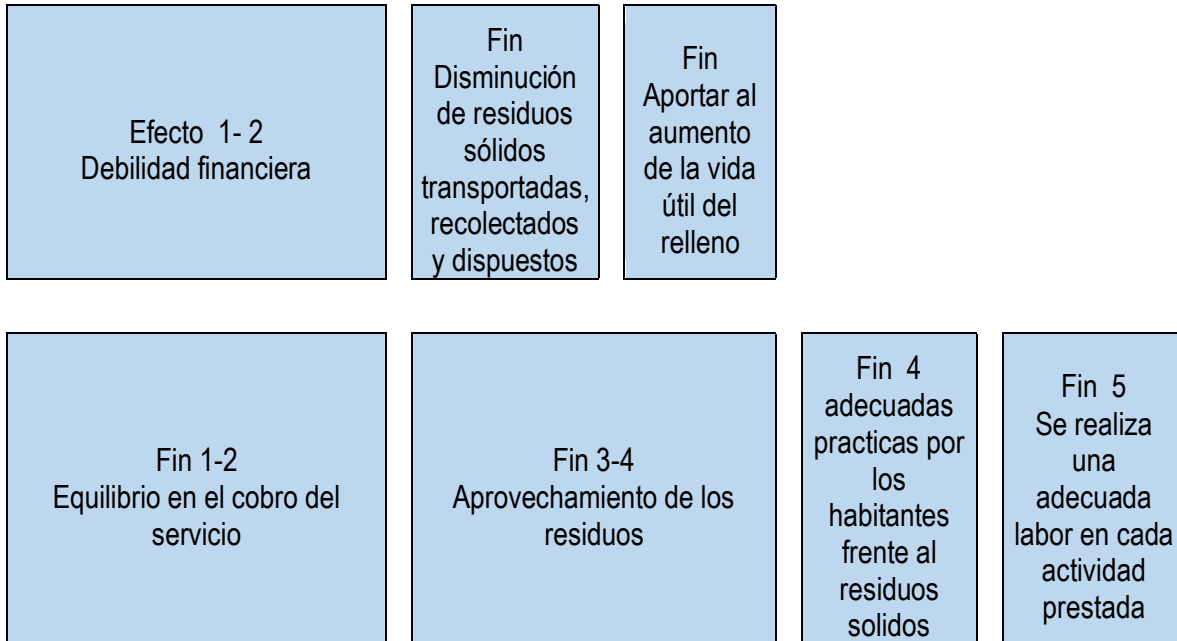 Efecto 1- 2
Debilidad financiera
Fin
Disminución
de residuos
sólidos
transportadas,
recolectados
y dispuestos
Fin
Aportar al
aumento
de la vida
útil del
relleno
Fin 1-2
Equilibrio en el cobro del
servicio
Fin 3-4
Aprovechamiento de los
residuos
Fin 4
adecuadas
practicas por
los
habitantes
frente al
residuos
solidos
Fin 5
Se realiza
una
adecuada
labor en cada
actividad
prestada